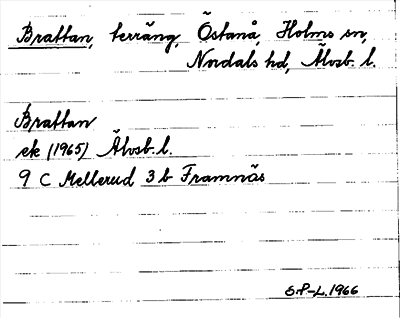 Brattan, terräng, Östanå, Holms sn,
Nordals hd, Älvsb. l.
Brattan
ek (1965) Älvsb. l.
9 C Mellerud 3 b Framnäs
S.P-L. 1966